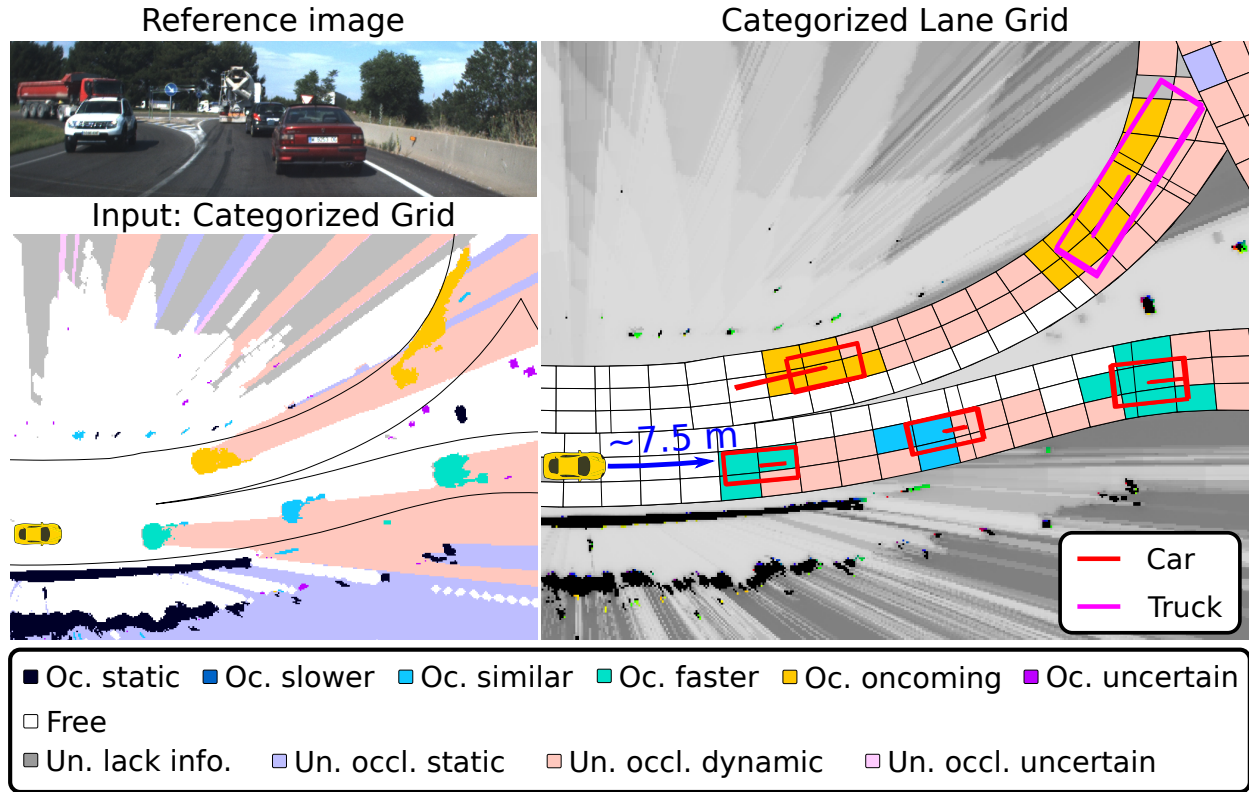 Reference image
Categorized Lane Grid
Input: Categorized Grid
~7.5 m
Car
Truck
Oc. static Oc. slower Oc. similar Oc. faster Oc. oncoming Oc. uncertain
Free
Un. lack info. Un. occl. static Un. occl. dynamic Un. occl. uncertain